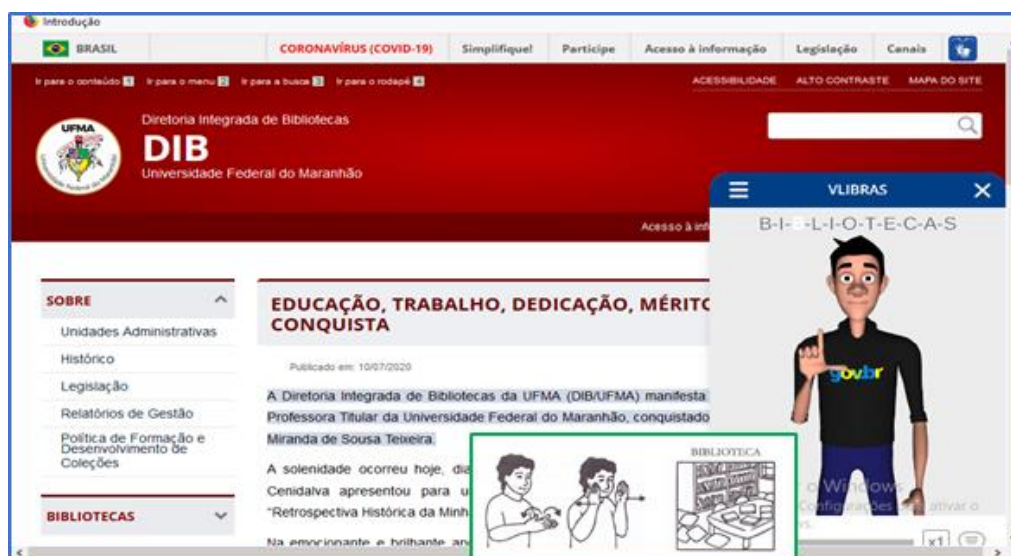 Introdução
BRASIL
CORONAVÍRUS (COVID-19)
Simplifique!
Participe
Acesso à informação
Legislação
Canais
Ir para o conteúdo 1 Ir para o menu 2 Ir para a busca 3 Ir para o rodapé 4
ACESSIBILIDADE ALTO CONTRASTE MAPA DO SITE
UFMA
Diretoria Integrada de Bibliotecas
DIB
Universidade Federal do Maranhão
Acesso à inf
VLIBRAS
B-I-B-L-I-O-T-E-C-A-S
gov.br
SOBRE
Unidades Administrativas
Histórico
Legislação
Relatórios de Gestão
Política de Formação e
Desenvolvimento de
Coleções
BIBLIOTECAS
EDUCAÇÃO, TRABALHO, DEDICAÇÃO, MÉRITO
CONQUISTA
Publicado em: 10/07/2020
A Diretoria Integrada de Bibliotecas da UFMA (DIB/UFMA) manifesta
Professora Titular da Universidade Federal do Maranhão, conquistado
Miranda de Sousa Teixeira.
A solenidade ocorreu hoje, dia
Cenidalva apresentou para u
"Retrospectiva Histórica da Minh
Na emocionante e brilhante ap
BIBLIOTECA
o Windows
Configurações ativar o
x1